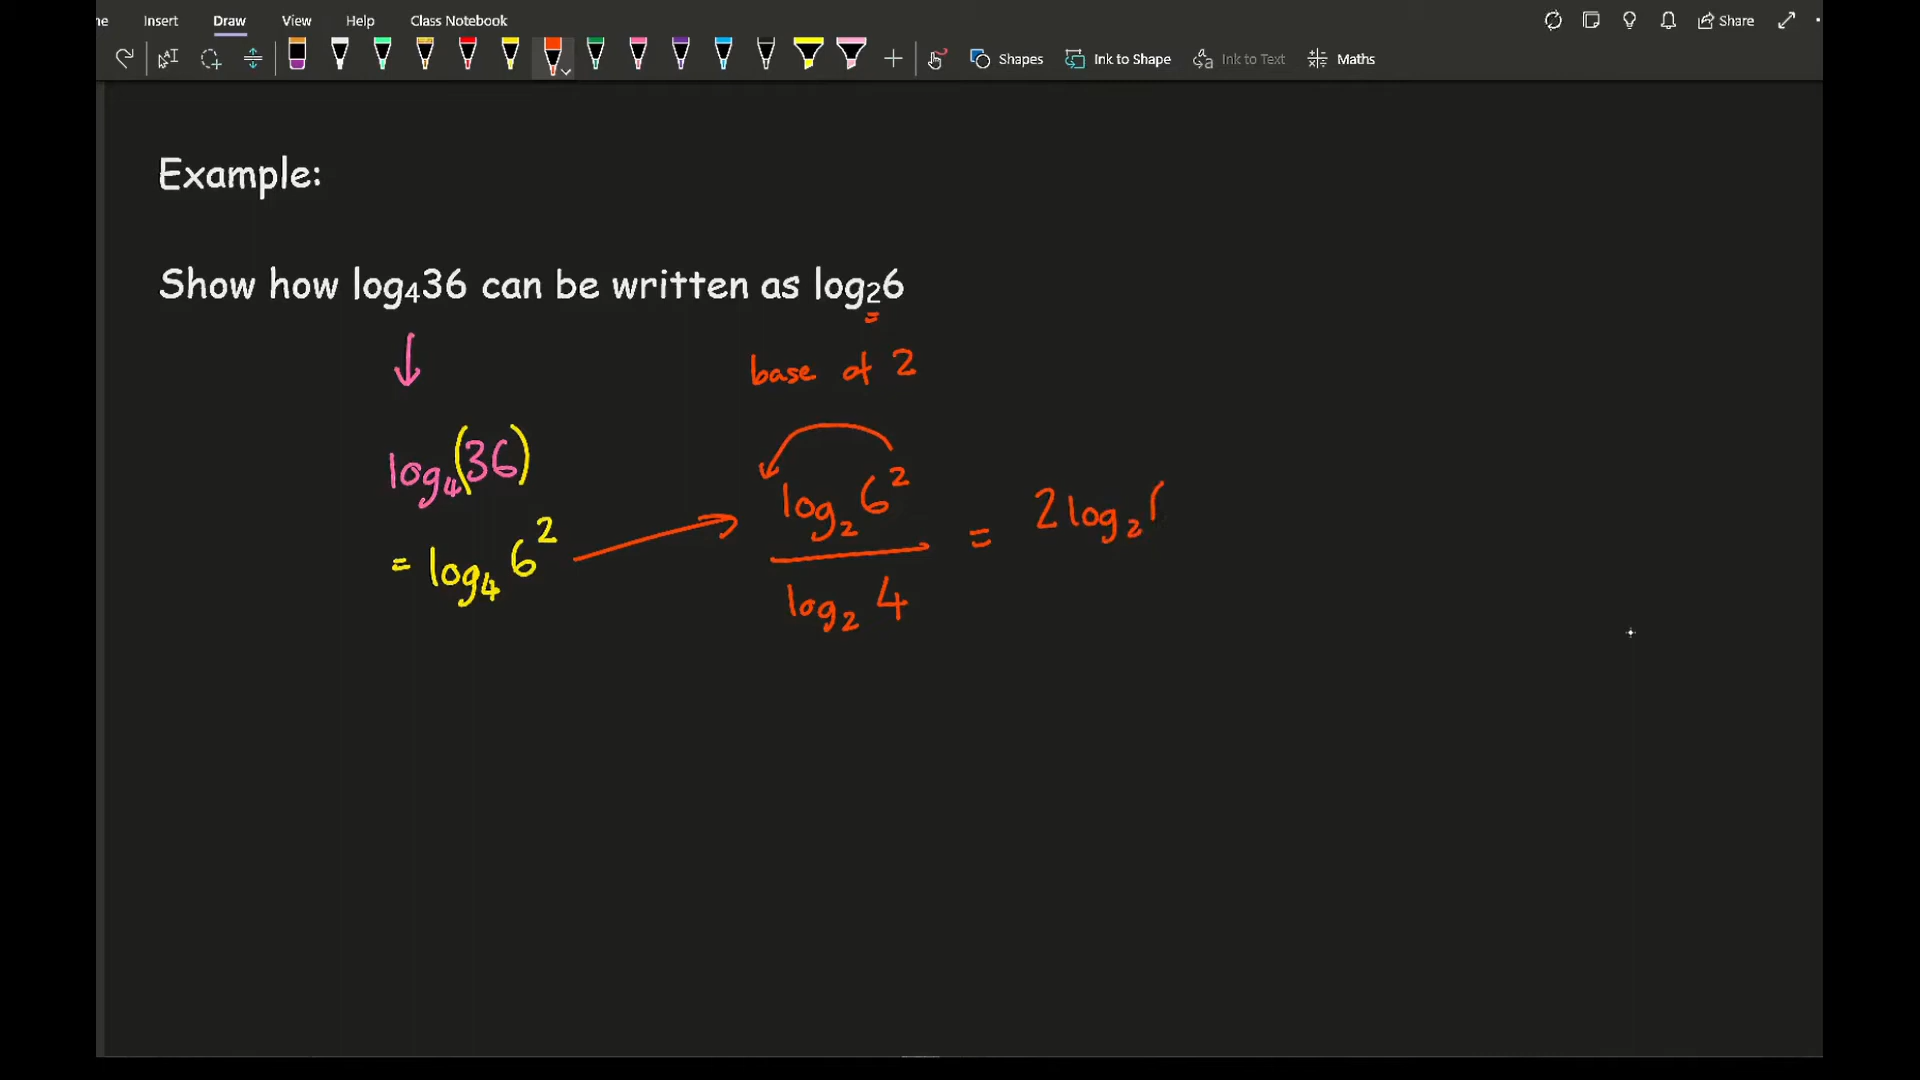 ne Insert Draw View Help Class Notebook Share
Shapes Ink to Shape Ink to Text Maths
Example:
Show how log₄36 can be written as log₂6
base of 2
log₄(36)
= log₄ 6²
log₂ 6²
log₂ 4
= 2 log₂